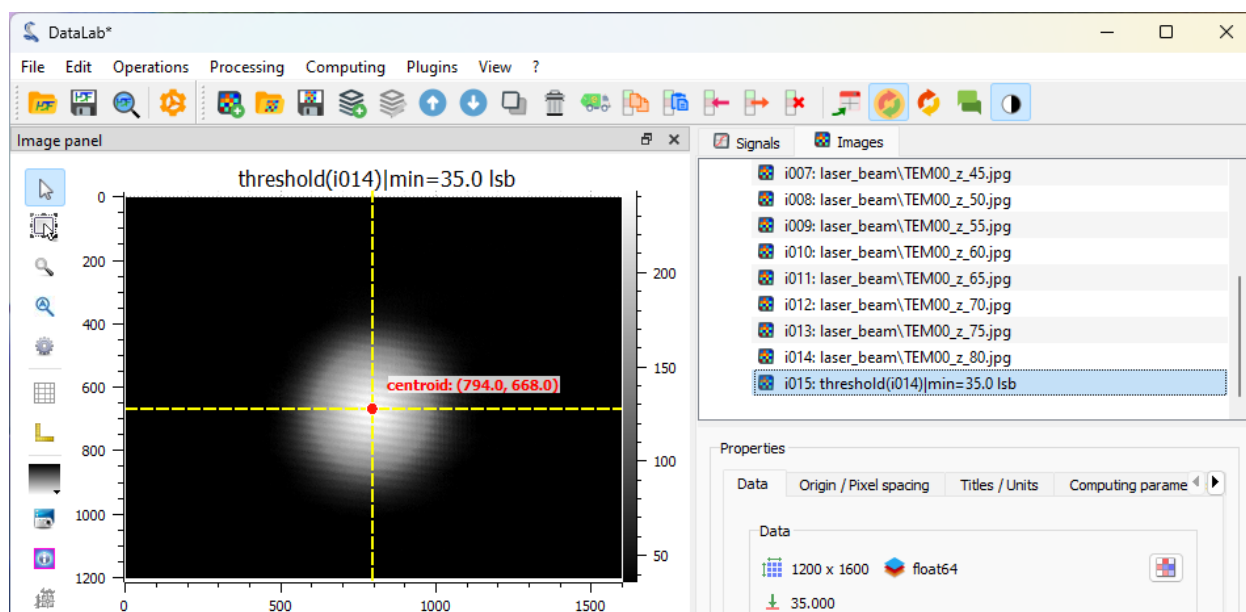 DataLab*
File Edit Operations Processing Computing Plugins View ?
Image panel
threshold(i014)|min=35.0 lsb
0
200
400
600
800
1000
1200
0 500 1000 1500
centroid: (794.0, 668.0)
200
150
100
50
Signals Images
i007: laser_beam\TEM00_z_45.jpg
i008: laser_beam\TEM00_z_50.jpg
i009: laser_beam\TEM00_z_55.jpg
i010: laser_beam\TEM00_z_60.jpg
i011: laser_beam\TEM00_z_65.jpg
i012: laser_beam\TEM00_z_70.jpg
i013: laser_beam\TEM00_z_75.jpg
i014: laser_beam\TEM00_z_80.jpg
i015: threshold(i014)|min=35.0 lsb
Properties
Data Origin / Pixel spacing Titles / Units Computing parame
Data
1200 x 1600 float64
35.000